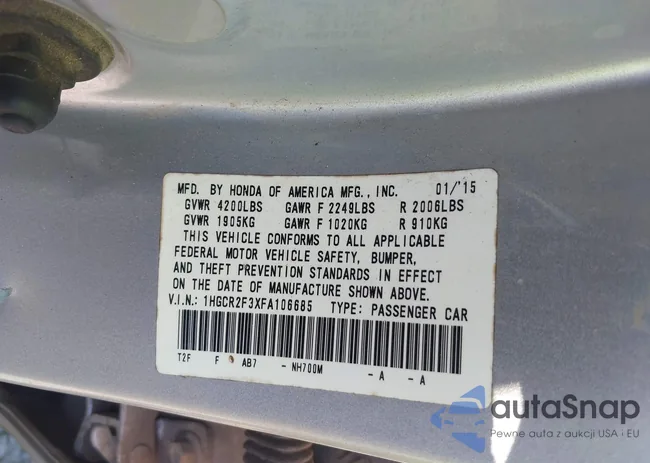 MFD. BY HONDA OF AMERICA MFG., INC. 01/'15
GVWR 4200LBS GAWR F 2249LBS R 2006LBS
GVWR 1905KG GAWR F 1020KG R 910KG
THIS VEHICLE CONFORMS TO ALL APPLICABLE
FEDERAL MOTOR VEHICLE SAFETY, BUMPER,
AND THEFT PREVENTION STANDARDS IN EFFECT
ON THE DATE OF MANUFACTURE SHOWN ABOVE.
V.I.N.: 1HGCR2F3XFA106685 TYPE: PASSENGER CAR
T2F F AB7 - NH700M - A - A
autaSnap
Pewne auta z aukcji USA i EU